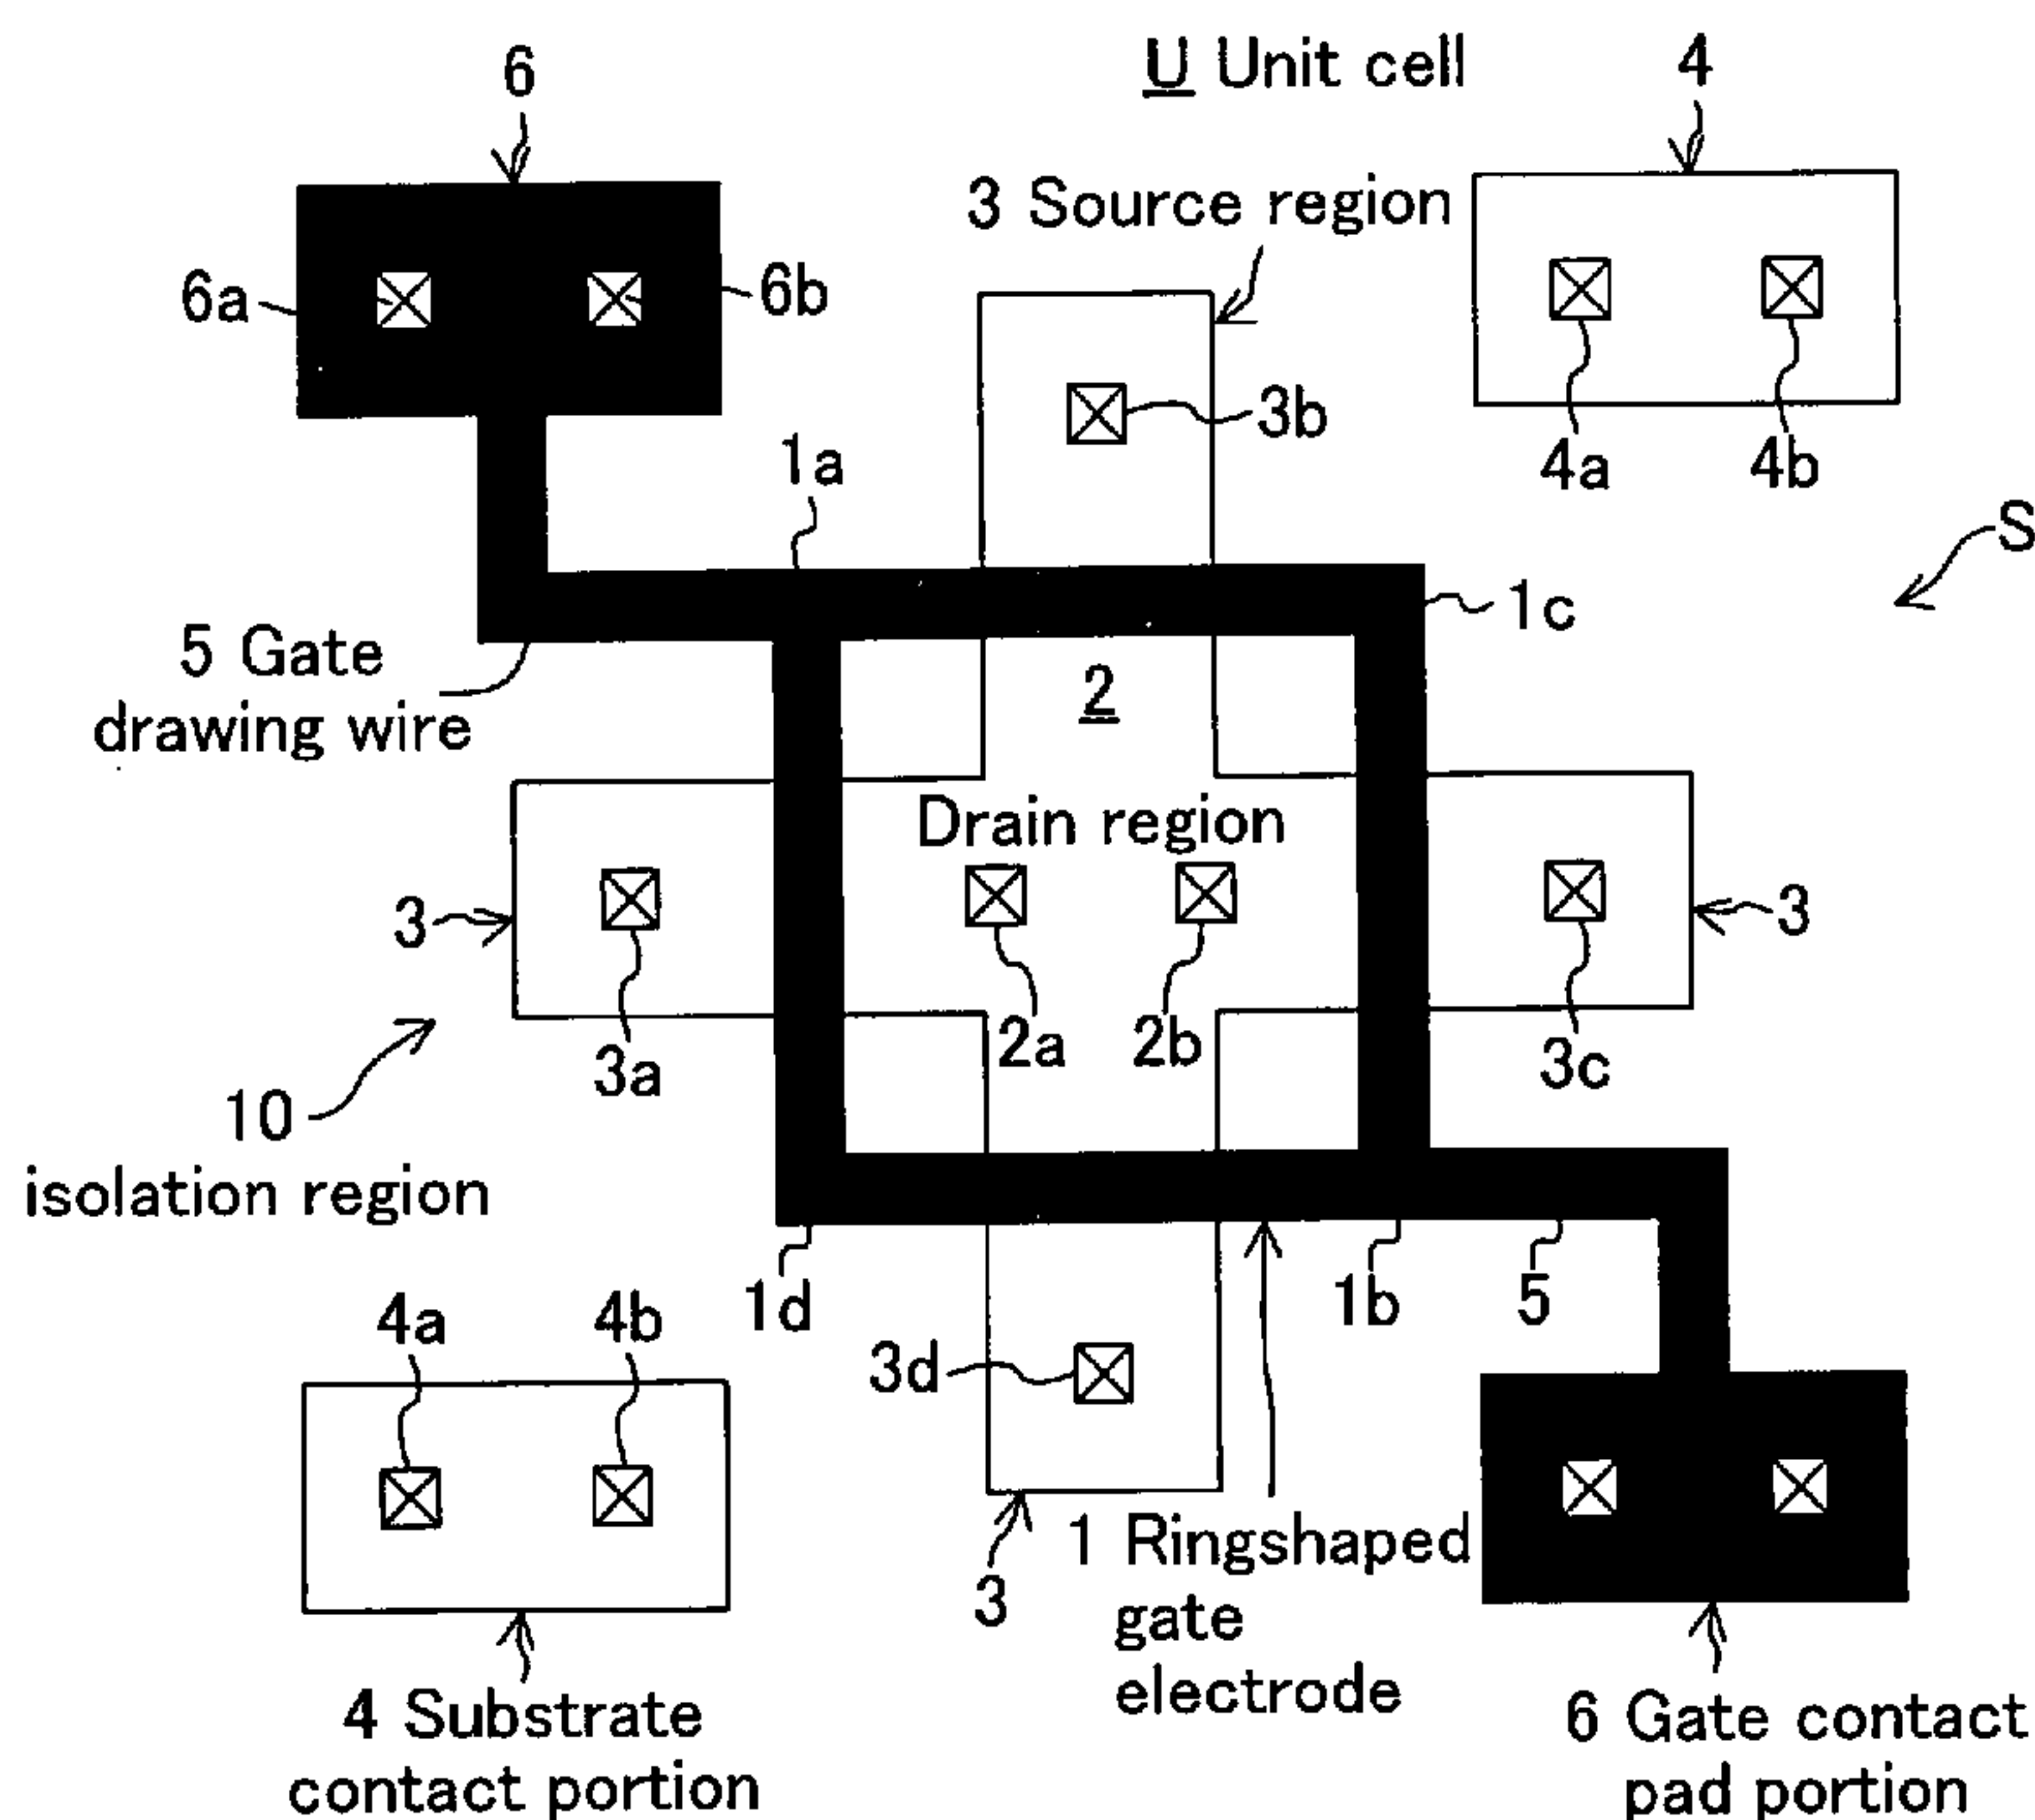 6
U Unit cell
4
3 Source region
6a
6b
3b
4a
4b
1a
S
1c
5 Gate
drawing wire
2
Drain region
3
3
2a
2b
3a
3c
10
isolation region
1d
1b
5
4a
4b
3d
3
1 Ringshaped
gate
electrode
4 Substrate
contact portion
6 Gate contact
pad portion